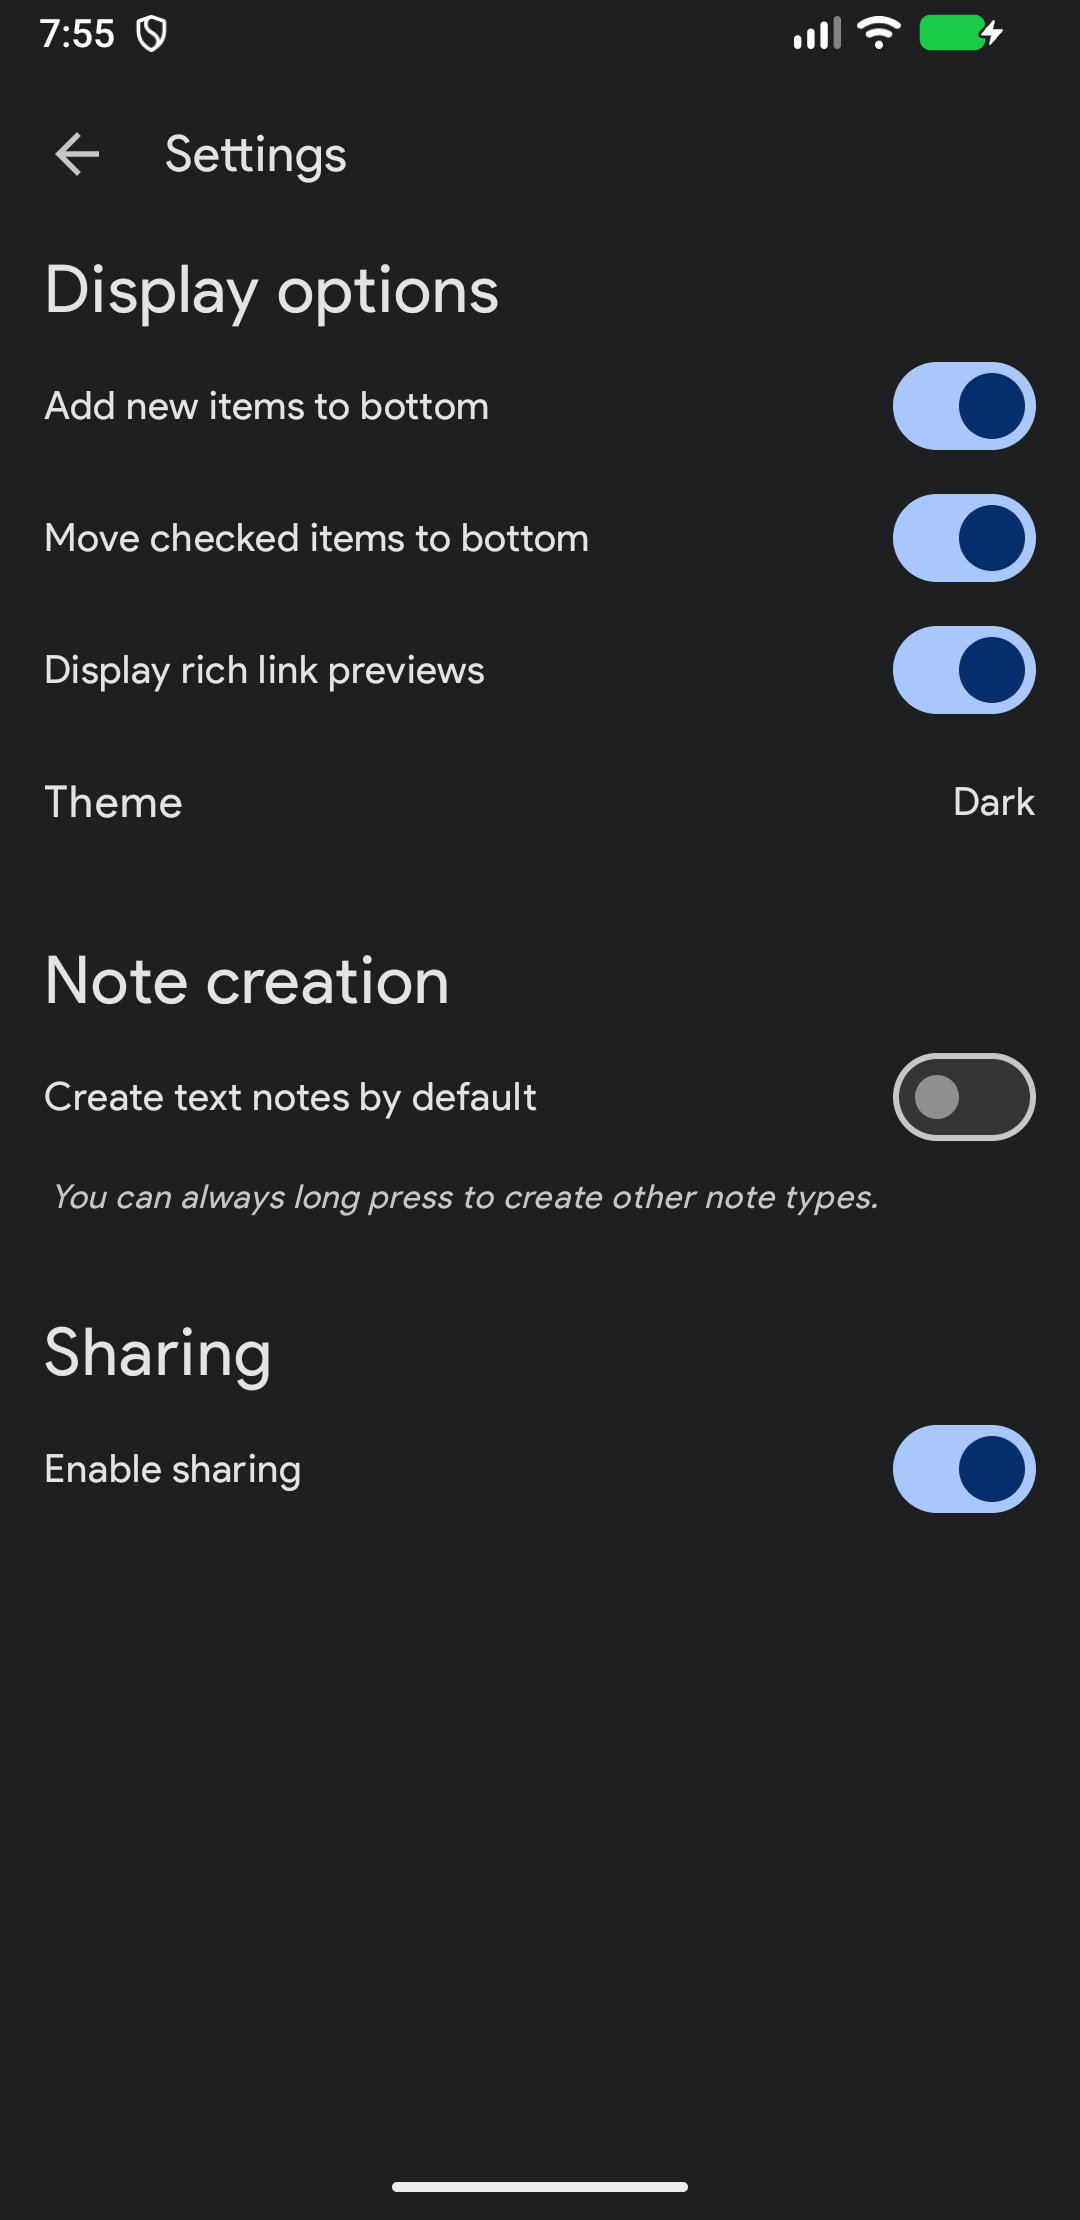 7:55
Settings
Display options
Add new items to bottom
Move checked items to bottom
Display rich link previews
Theme Dark
Note creation
Create text notes by default
You can always long press to create other note types.
Sharing
Enable sharing